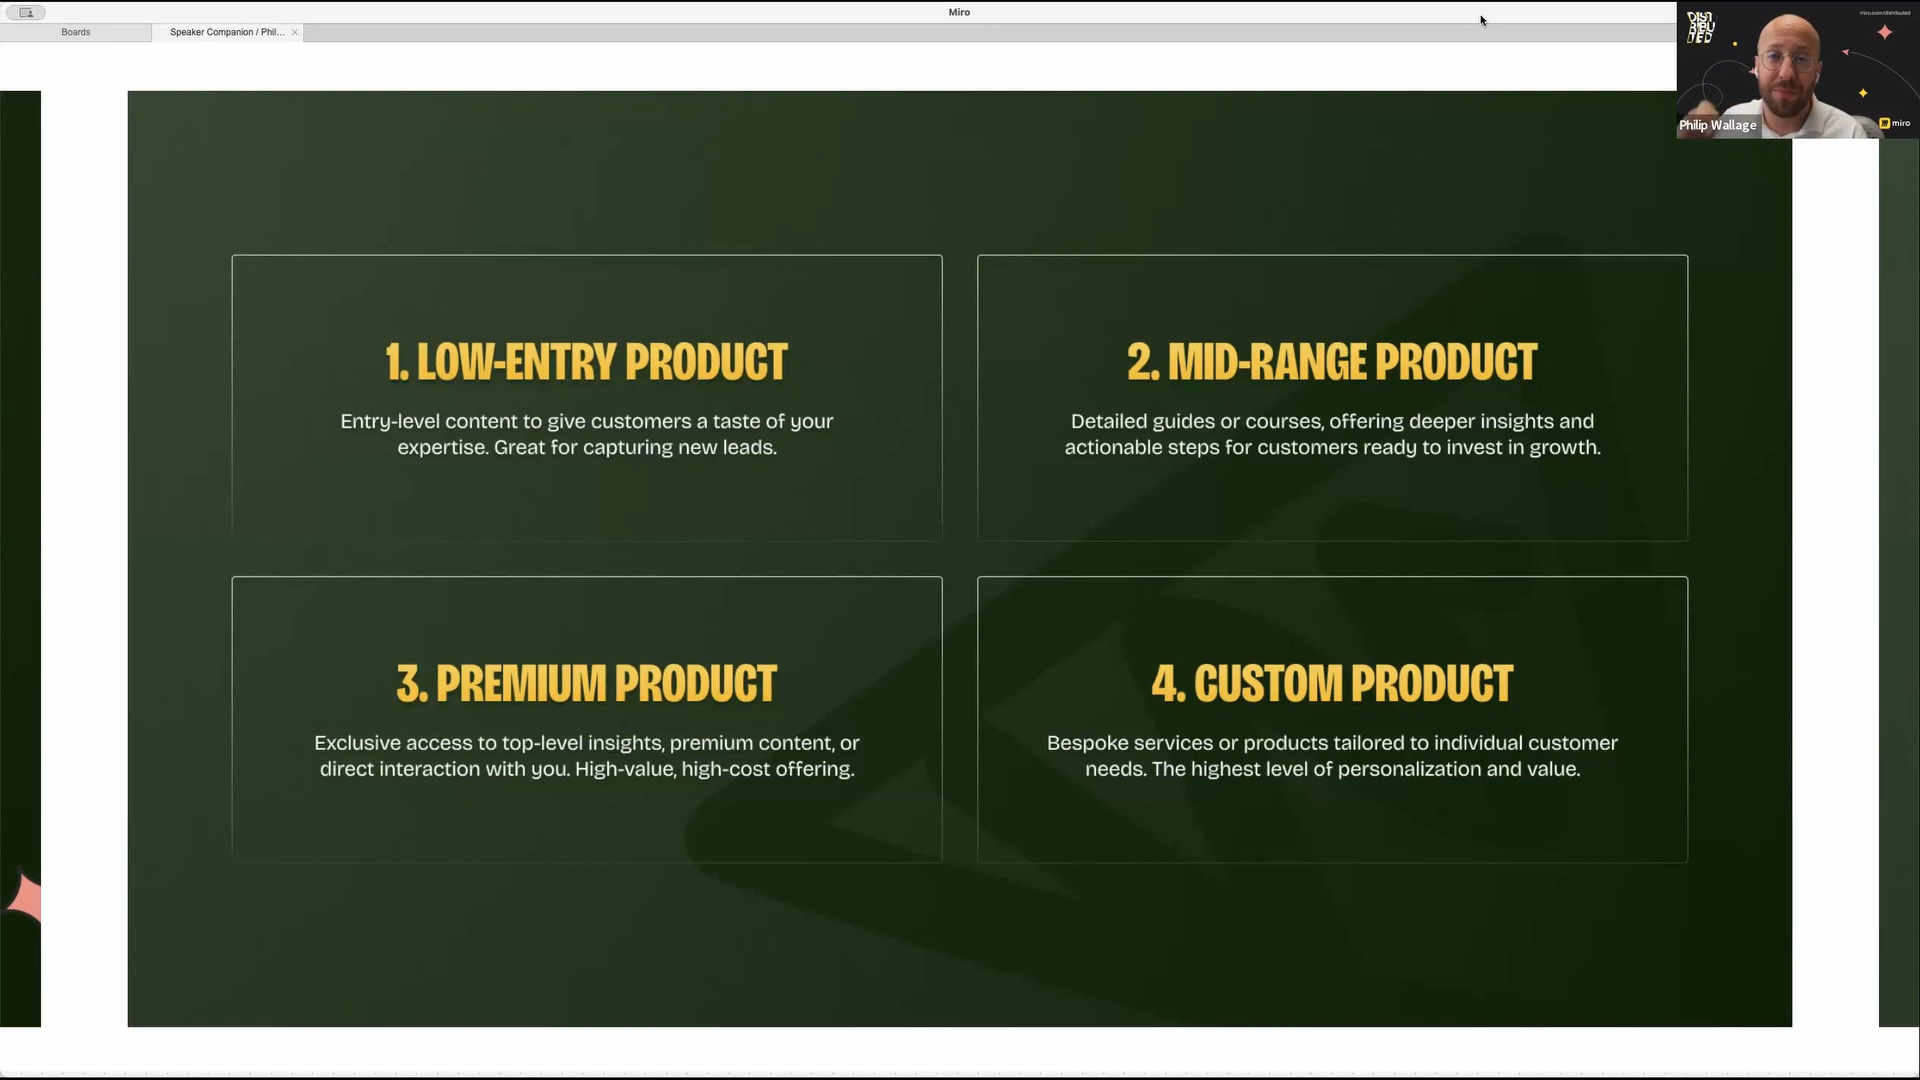 Miro
Boards
Speaker Companion / Phil...
DISTRIBUTED
miro.com/distributed
Philip Wallage
miro
1. LOW-ENTRY PRODUCT
Entry-level content to give customers a taste of your
expertise. Great for capturing new leads.
2. MID-RANGE PRODUCT
Detailed guides or courses, offering deeper insights and
actionable steps for customers ready to invest in growth.
3. PREMIUM PRODUCT
Exclusive access to top-level insights, premium content, or
direct interaction with you. High-value, high-cost offering.
4. CUSTOM PRODUCT
Bespoke services or products tailored to individual customer
needs. The highest level of personalization and value.